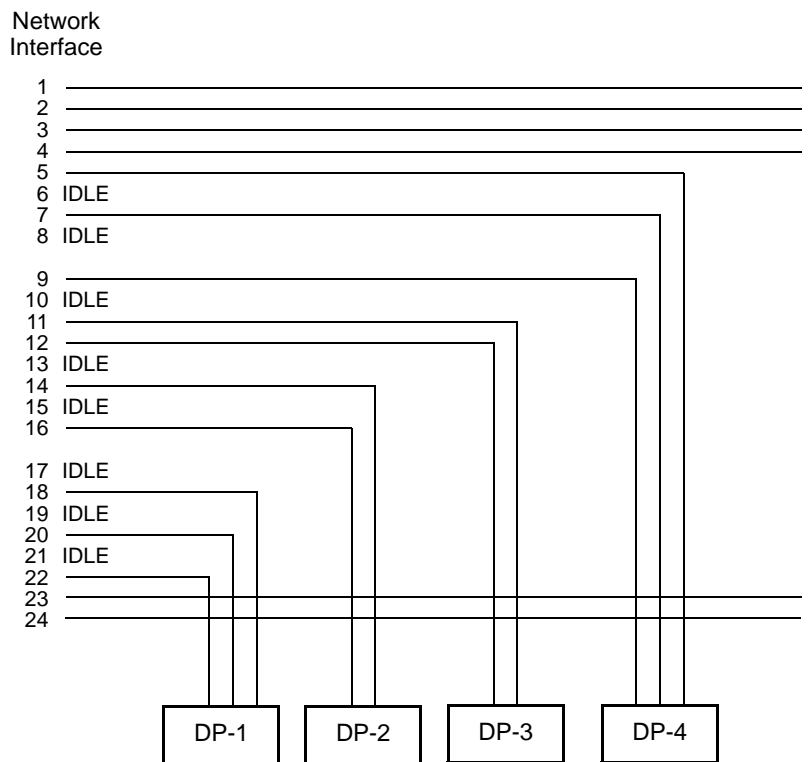 Network
Interface
1
2
3
4
5
6 IDLE
7
8 IDLE
9
10 IDLE
11
12
13 IDLE
14
15 IDLE
16
17 IDLE
18
19 IDLE
20
21 IDLE
22
23
24
DP-1 DP-2 DP-3 DP-4